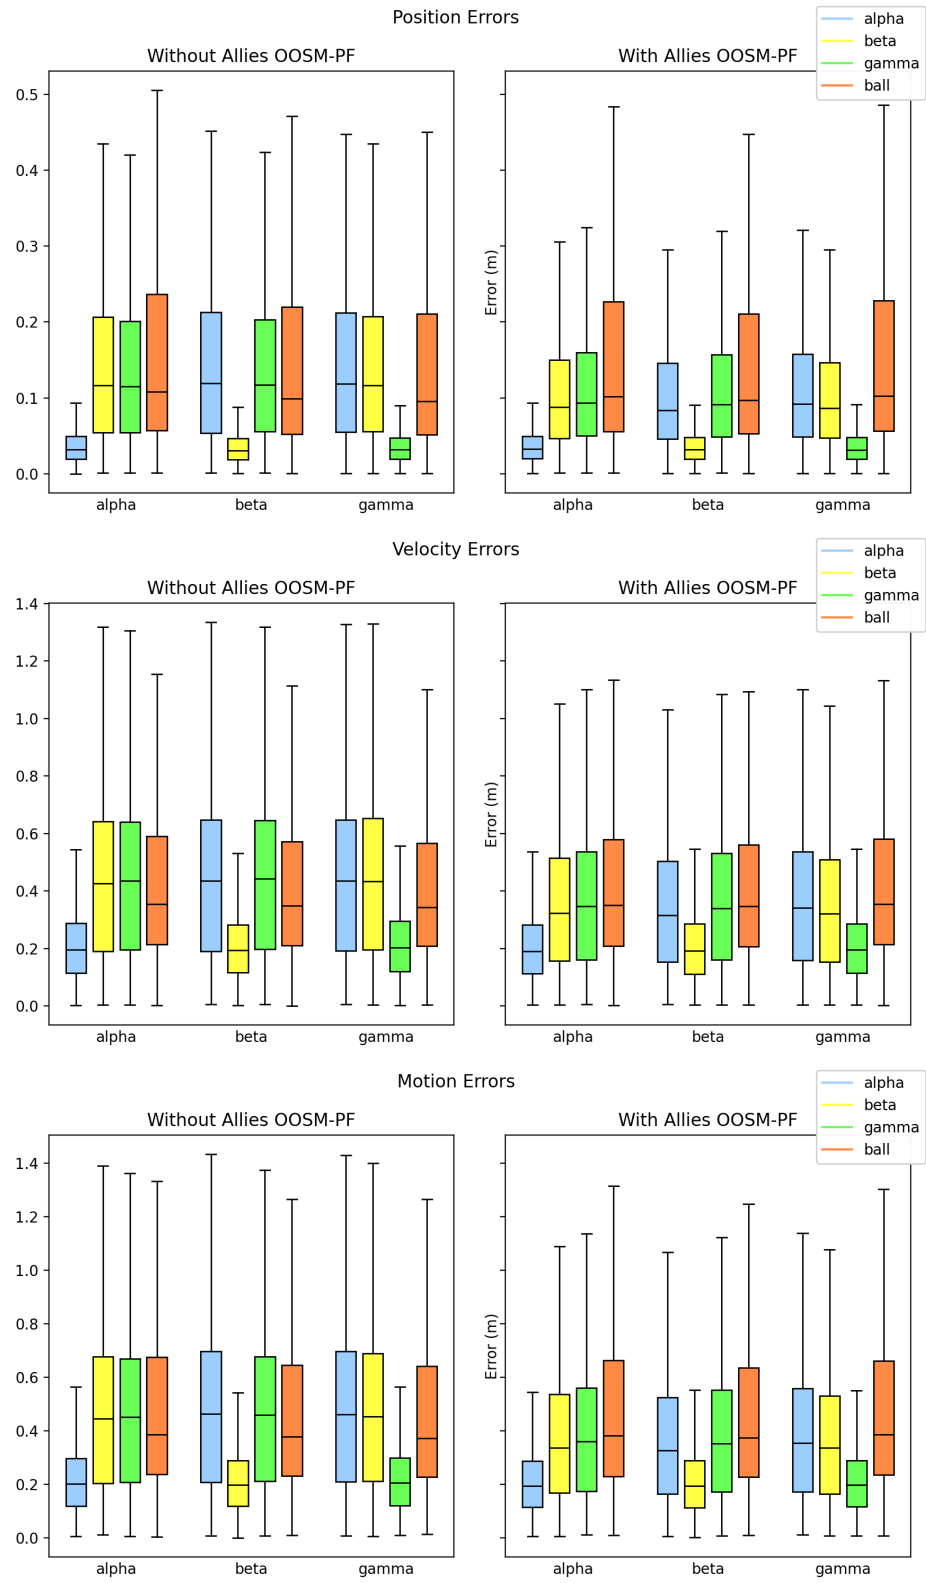 Position Errors
Without Allies OOSM-PF
With Allies OOSM-PF
alpha
beta
gamma
ball
0.5
0.4
0.3
0.2
0.1
0.0
Error (m)
alpha
beta
gamma
alpha
beta
gamma
Velocity Errors
Without Allies OOSM-PF
With Allies OOSM-PF
alpha
beta
gamma
ball
1.4
1.2
1.0
0.8
0.6
0.4
0.2
0.0
Error (m)
alpha
beta
gamma
alpha
beta
gamma
Motion Errors
Without Allies OOSM-PF
With Allies OOSM-PF
alpha
beta
gamma
ball
1.4
1.2
1.0
0.8
0.6
0.4
0.2
0.0
Error (m)
alpha
beta
gamma
alpha
beta
gamma